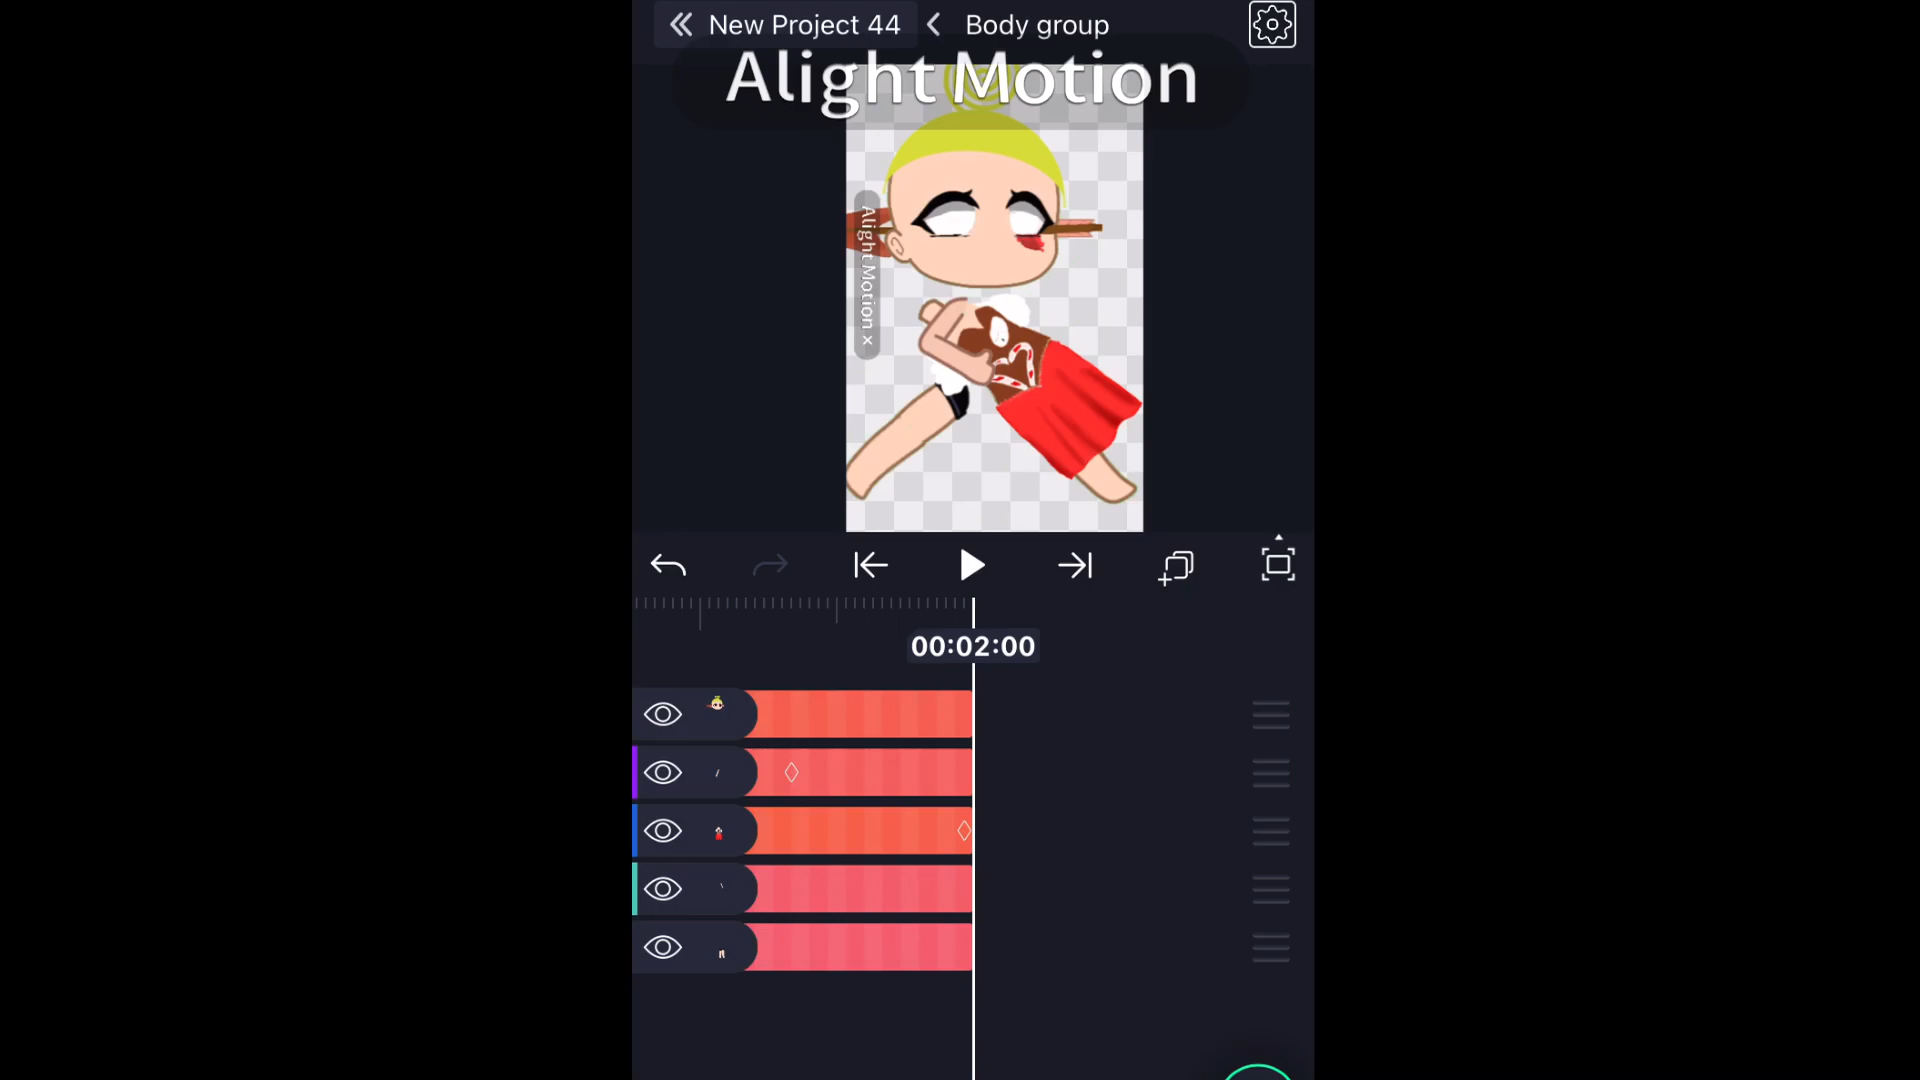 New Project 44
Body group
Alight Motion
Alight Motion ×
00:02:00